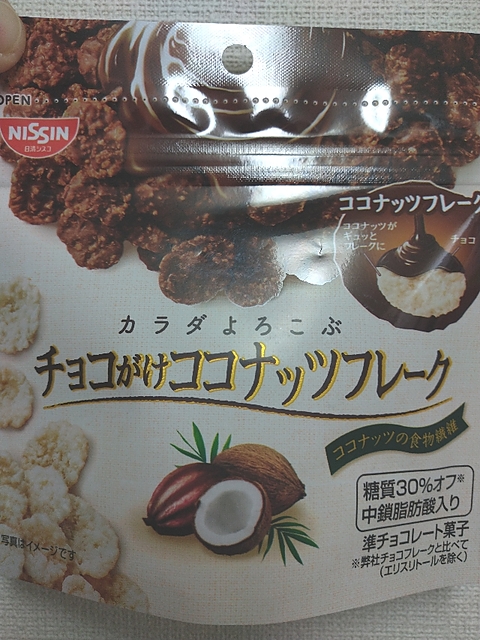 OPEN
NISSIN
日清シスコ
ココナッツフレーク
ココナッツが
ギュッと
フレークに
チョコ
カラダよろこぶ
チョコがけココナッツフレーク
ココナッツの食物繊維
糖質30%オフ※
中鎖脂肪酸入り
準チョコレート菓子
※弊社チョコフレークと比べて
(エリスリトールを除く)
写真はイメージです